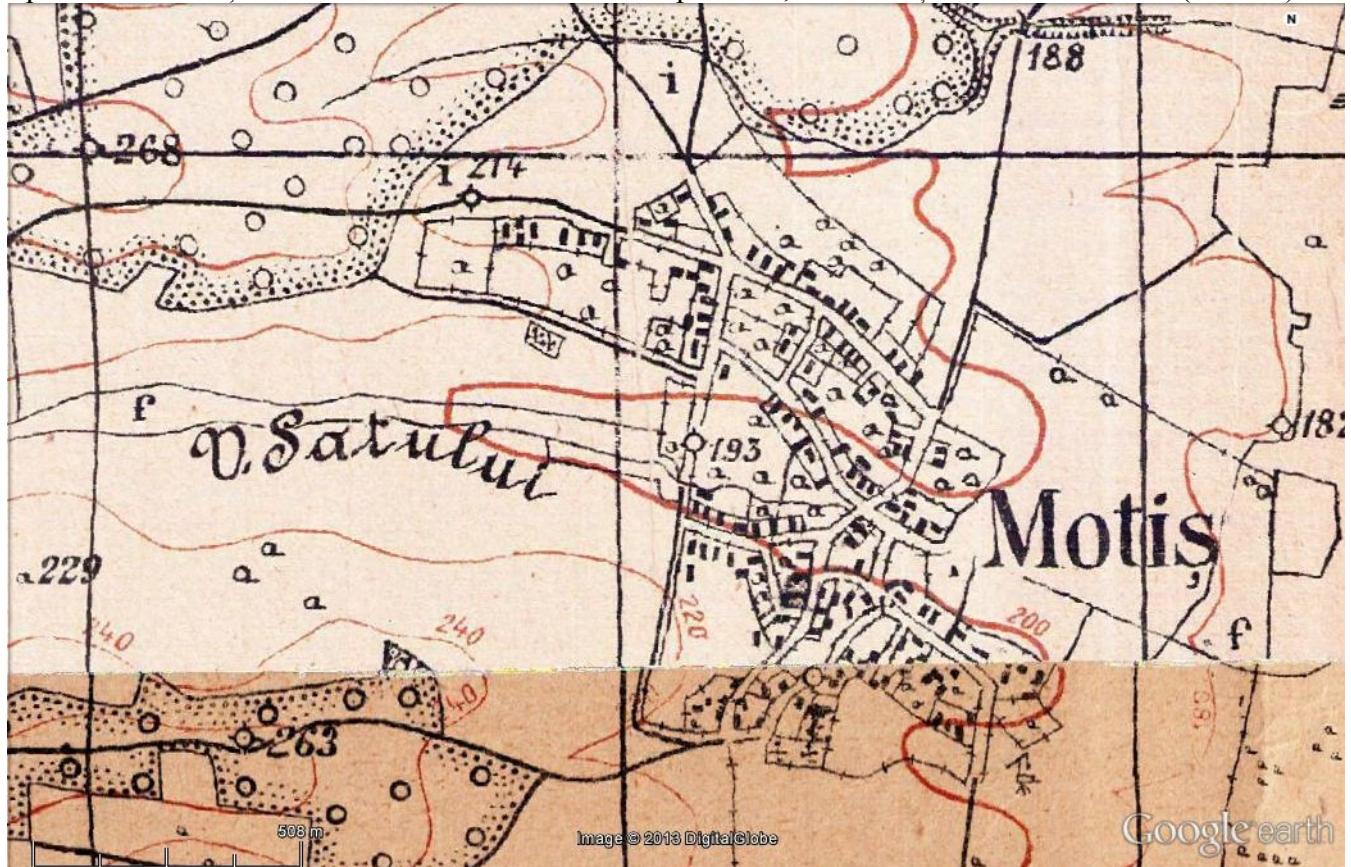 N
188
i
268
i 214
f
V. Satului
193
182
Motiș
229
240
240
220
200
f
240
263
508 m
Image © 2013 DigitalGlobe
Google earth